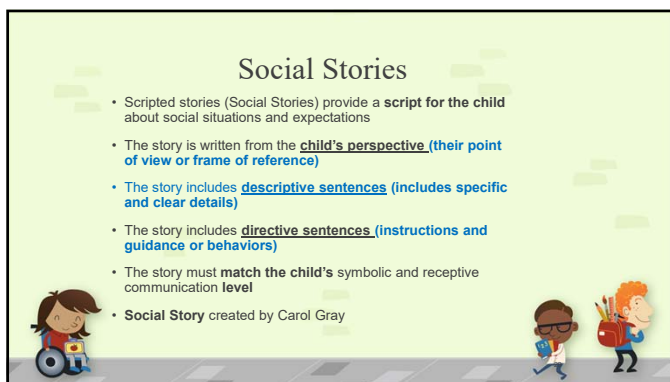 Social Stories
• Scripted stories (Social Stories) provide a script for the child
about social situations and expectations
• The story is written from the child's perspective (their point
of view or frame of reference)
• The story includes descriptive sentences (includes specific
and clear details)
• The story includes directive sentences (instructions and
guidance or behaviors)
• The story must match the child's symbolic and receptive
communication level
• Social Story created by Carol Gray